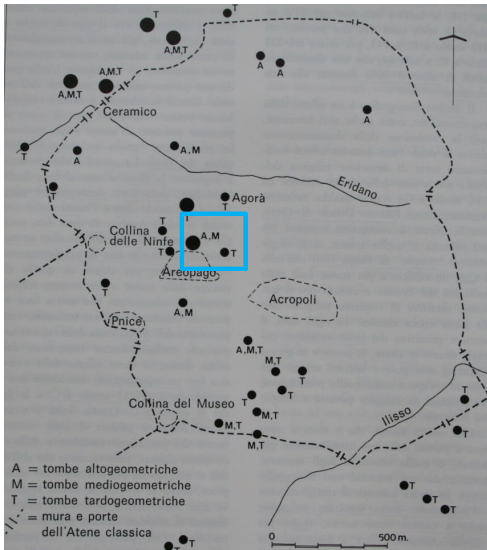 T
T
A,M,T
A
A
A,M,T
A,M,T
Ceramico
A
A,M
T
A
T
Eridano
Agorà
T
T
T
Collina
delle Ninfe
A,M
T
T
Areopago
T
A,M
Acropoli
Pnice
A,M,T
M,T
T
T
T
T
Collina del Museo
M,T
M,T
M,T
Ilisso
T
T
A = tombe altogeometriche
M = tombe mediogeometriche
T = tombe tardogeometriche
= mura e porte
dell'Atene classica
T
T
T
T
T
0 500 m.